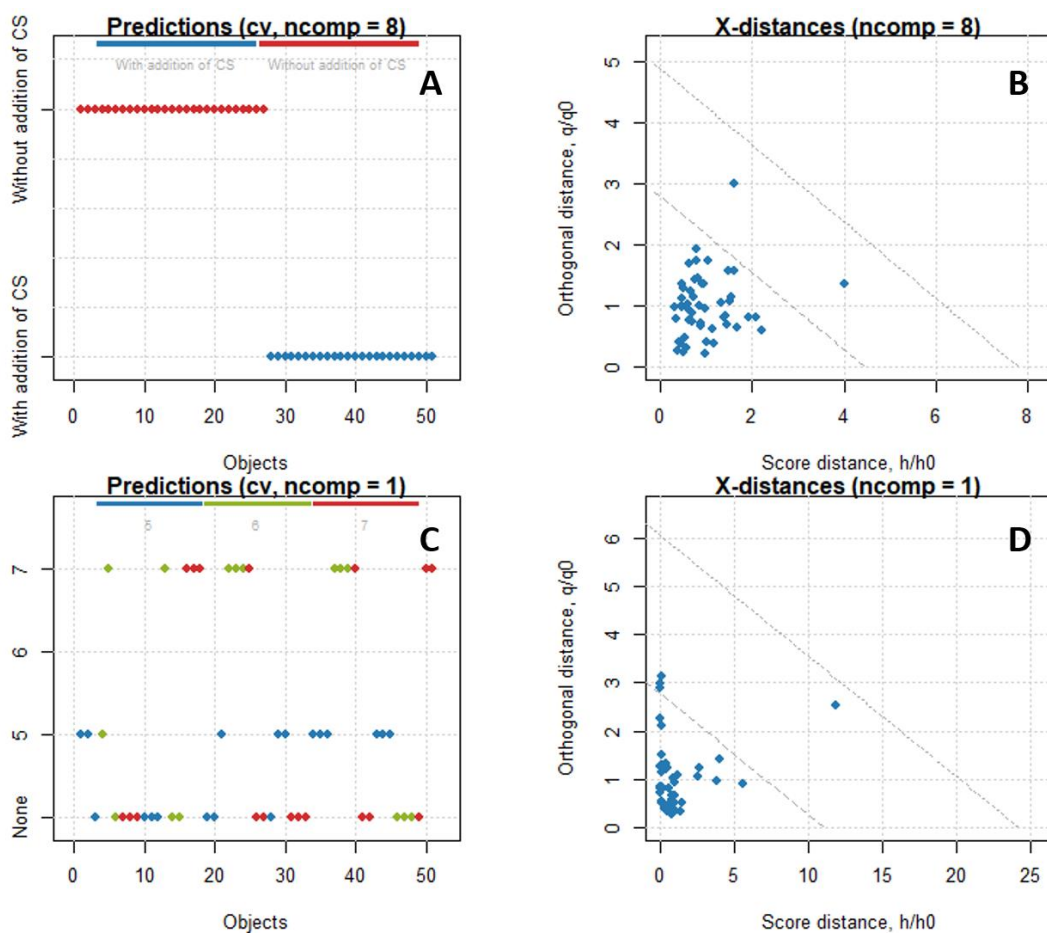 Predictions (cv, ncomp = 8)
With addition of CS
Without addition of CS
A
Without addition of CS
With addition of CS
0 10 20 30 40 50
Objects
X-distances (ncomp = 8)
B
Orthogonal distance, q/q0
5
4
3
2
1
0
0 2 4 6 8
Score distance, h/h0
Predictions (cv, ncomp = 1)
5 6 7
C
7
6
5
None
0 10 20 30 40 50
Objects
X-distances (ncomp = 1)
D
Orthogonal distance, q/q0
6
5
4
3
2
1
0
0 5 10 15 20 25
Score distance, h/h0